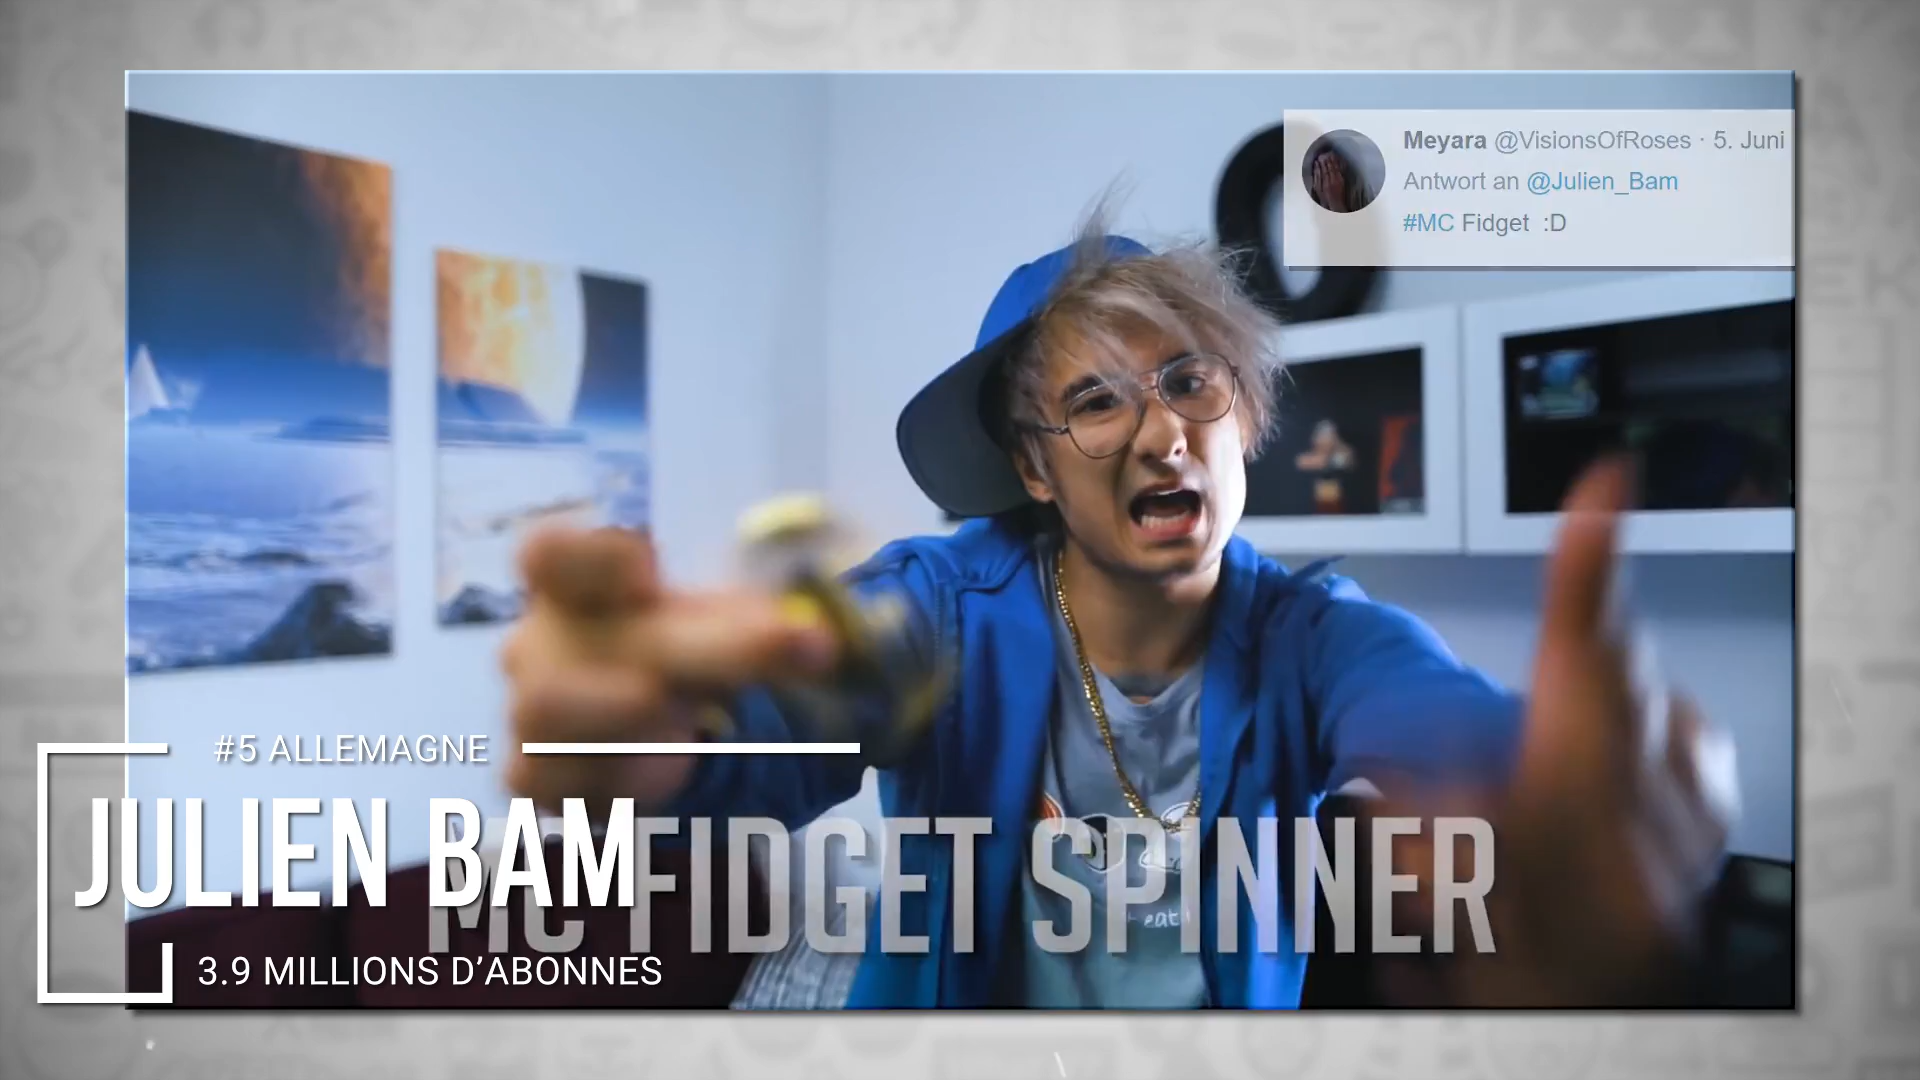 Meyara @VisionsOfRoses · 5. Juni
Antwort an @Julien_Bam
#MC Fidget :D
#5 ALLEMAGNE
JULIEN BAM
MC FIDGET SPINNER
eat
3.9 MILLIONS D'ABONNES